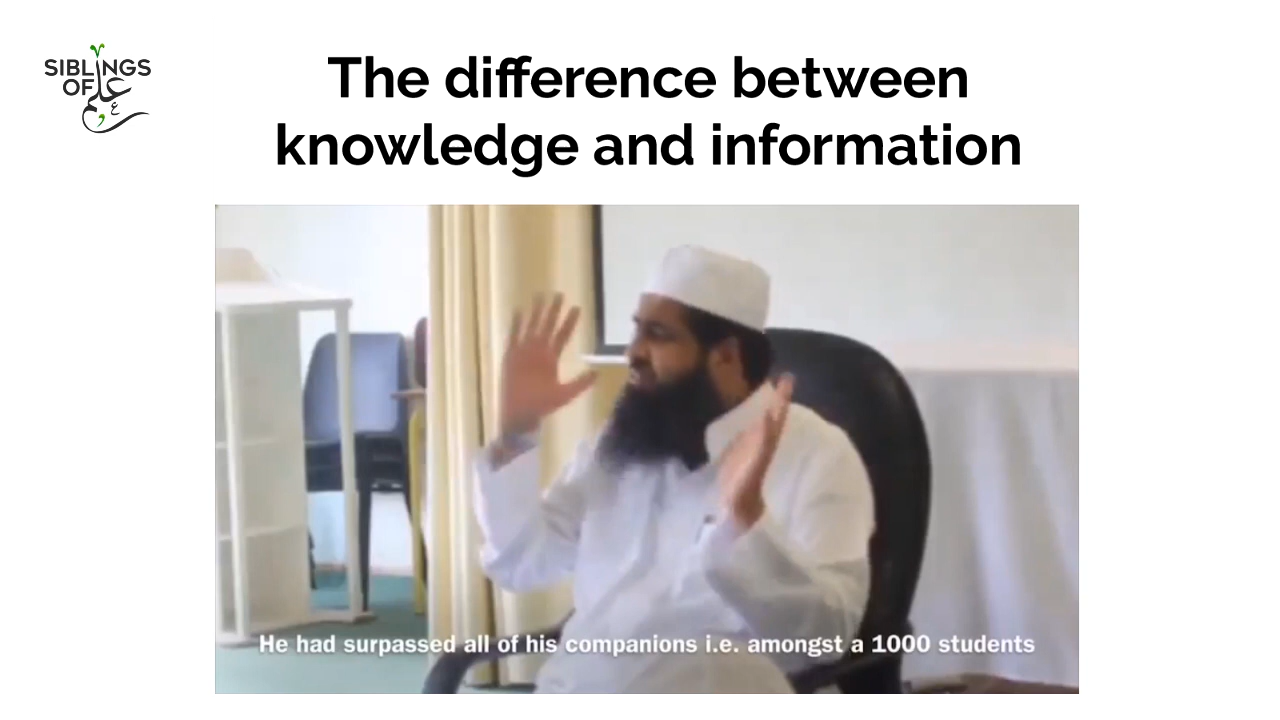 SIBLINGS
OF علم
The difference between
knowledge and information
He had surpassed all of his companions i.e. amongst a 1000 students